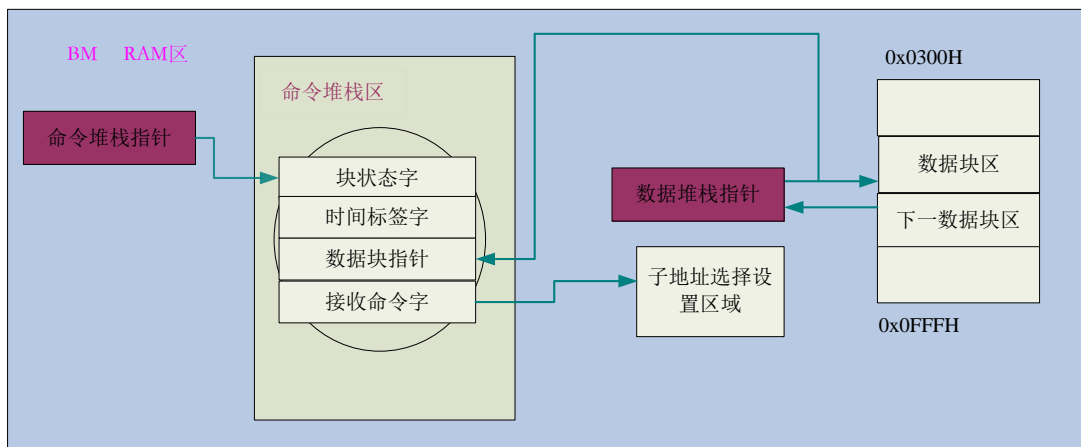 BM RAM区
命令堆栈区
命令堆栈指针
块状态字
时间标签字
数据块指针
接收命令字
数据堆栈指针
子地址选择设
置区域
0x0300H
数据块区
下一数据块区
0x0FFFH